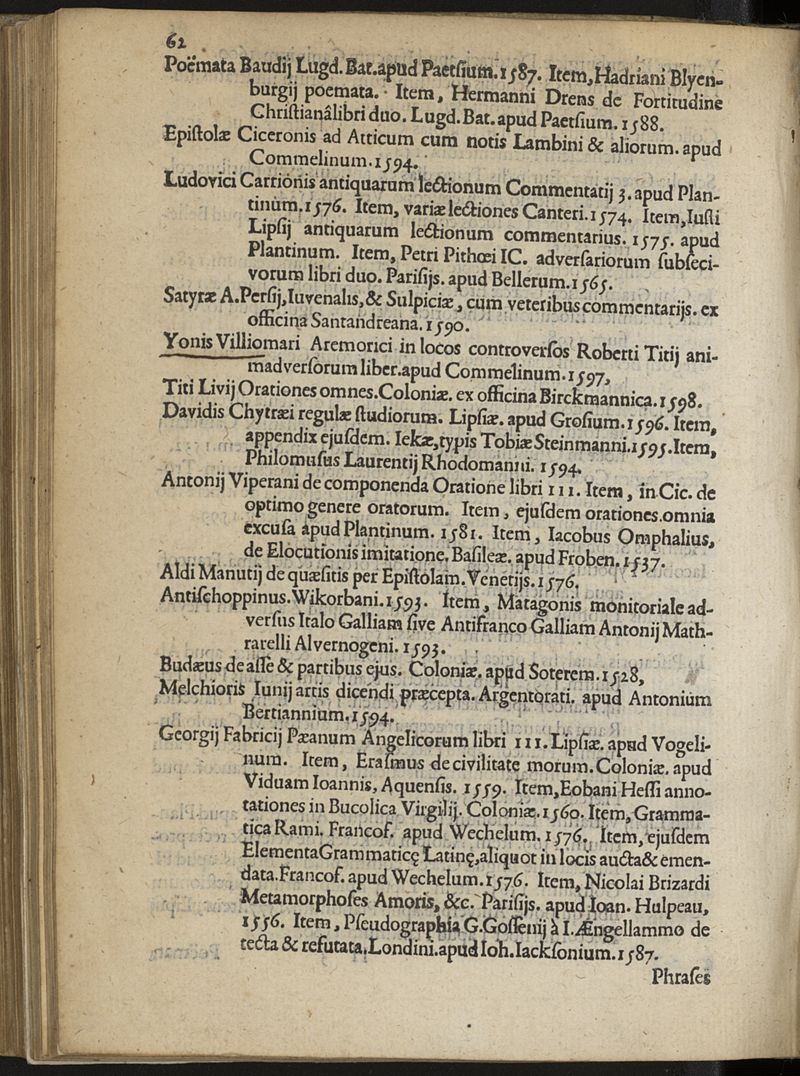 62
Poëmata Baudij Lugd. Bat. apud Paetſium. 1587. Item, Hadriani Blyen-
burgij poemata. Item, Hermanni Drens de Fortitudine
Chriſtianâ libri duo. Lugd. Bat. apud Paetſium. 1588.
Epiſtolæ Ciceronis ad Atticum cum notis Lambini & aliorum. apud
Commelinum. 1594.
Ludovici Carrionis antiquarum lectionum Commentatij 3. apud Plan-
tinum. 1576. Item, variæ lectiones Canteri. 1574. Item, Iuſti
Lipſij antiquarum lectionum commentarius. 1575. apud
Plantinum. Item, Petri Pithœi IC. adverſariorum ſubſeci-
vorum libri duo. Pariſijs. apud Bellerum. 1565.
Satyræ A. Perſij, Iuvenalis, & Sulpiciæ, cum veteribus commentarijs. ex
officina Santandreana. 1590.
Yonis Villiomari Aremorici in locos controverſos Roberti Titij ani-
madverſorum liber. apud Commelinum. 1597,
Titi Livij Orationes omnes. Coloniæ. ex officina Birckmannica. 1598.
Davidis Chytræi regulæ ſtudiorum. Lipſiæ. apud Groſium. 1596. Item,
appendix ejuſdem. Iekæ, typis Tobiæ Steinmanni. 1595. Item,
Philomuſus Laurentij Rhodomanni. 1594.
Antonij Viperani de componenda Oratione libri III. Item, in Cic. de
optimo genere oratorum. Item, ejuſdem orationes. omnia
excuſa apud Plantinum. 1581. Item, Iacobus Omphalius,
de Elocutionis imitatione. Baſileæ. apud Froben. 1537.
Aldi Manutij de quæſitis per Epiſtolam. Venetijs. 1576.
Antiſchoppinus. Wikorbani. 1593. Item, Matagonis monitoriale ad-
verſus Italo Galliam ſive Antifranco Galliam Antonij Math-
rarelli Alvernogeni. 1593.
Budæus de aſſe & partibus ejus. Coloniæ. apud Soterem. 1528,
Melchioris Iunij artis dicendi præcepta. Argentorati. apud Antonium
Bertiannium. 1594.
Georgij Fabricij Pæanum Angelicorum libri III. Lipſiæ. apud Vogeli-
num. Item, Eraſmus de civilitate morum. Coloniæ. apud
Viduam Ioannis, Aquenſis. 1559. Item, Eobani Heſſi anno-
tationes in Bucolica Virgilij. Coloniæ. 1560. Item, Gramma-
tica Rami. Francof. apud Wechelum. 1576. Item, ejuſdem
Elementa Grammaticę Latinę, aliquot in locis aucta & emen-
data. Francof. apud Wechelum. 1576. Item, Nicolai Brizardi
Metamorphoſes Amoris, &c. Pariſijs. apud Ioan. Hulpeau,
1556. Item, Pſeudographia G. Goſſenij à I. Ængellammo de
tecta & refutata. Londini. apud Ioh. Iackſonium. 1587.
Phraſes